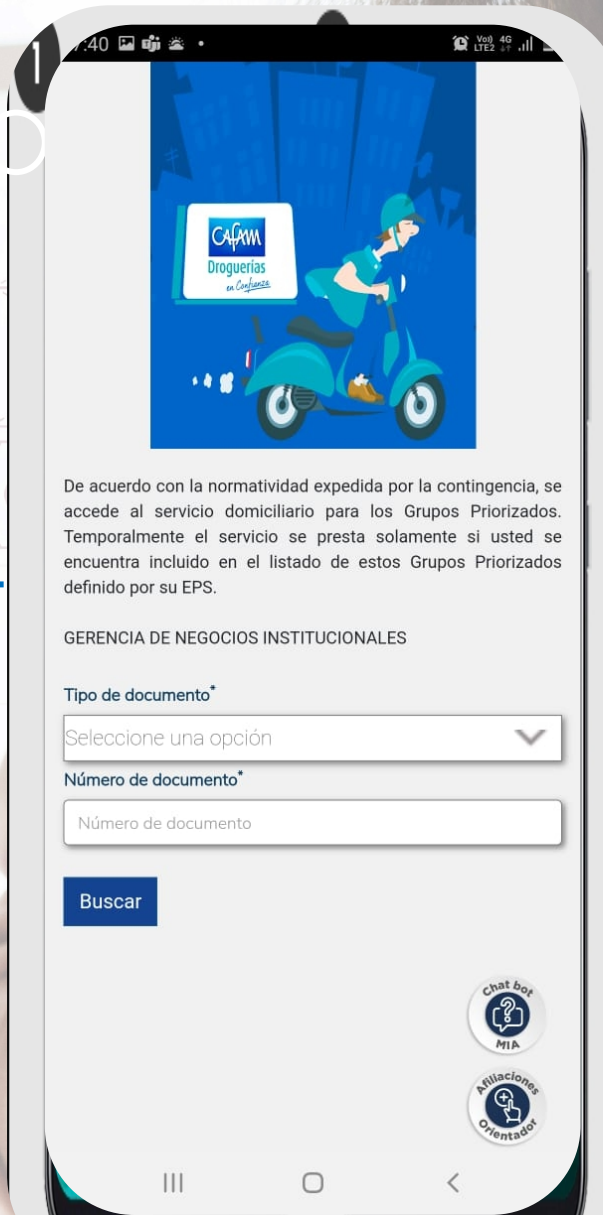 1
7:40
Vo)) 4G
LTE2
CAfAM
Droguerías
en Confianza
De acuerdo con la normatividad expedida por la contingencia, se
accede al servicio domiciliario para los Grupos Priorizados.
Temporalmente el servicio se presta solamente si usted se
encuentra incluido en el listado de estos Grupos Priorizados
definido por su EPS.
GERENCIA DE NEGOCIOS INSTITUCIONALES
Tipo de documento*
Seleccione una opción
Número de documento*
Número de documento
Buscar
Chat bot
MIA
Afiliaciones
Orientador